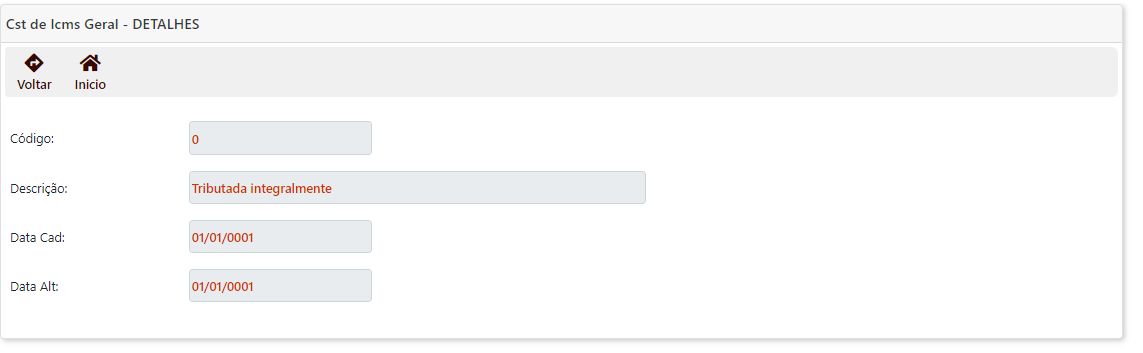 Cst de Icms Geral - DETALHES
Voltar Inicio
Código: 0
Descrição: Tributada integralmente
Data Cad: 01/01/0001
Data Alt: 01/01/0001